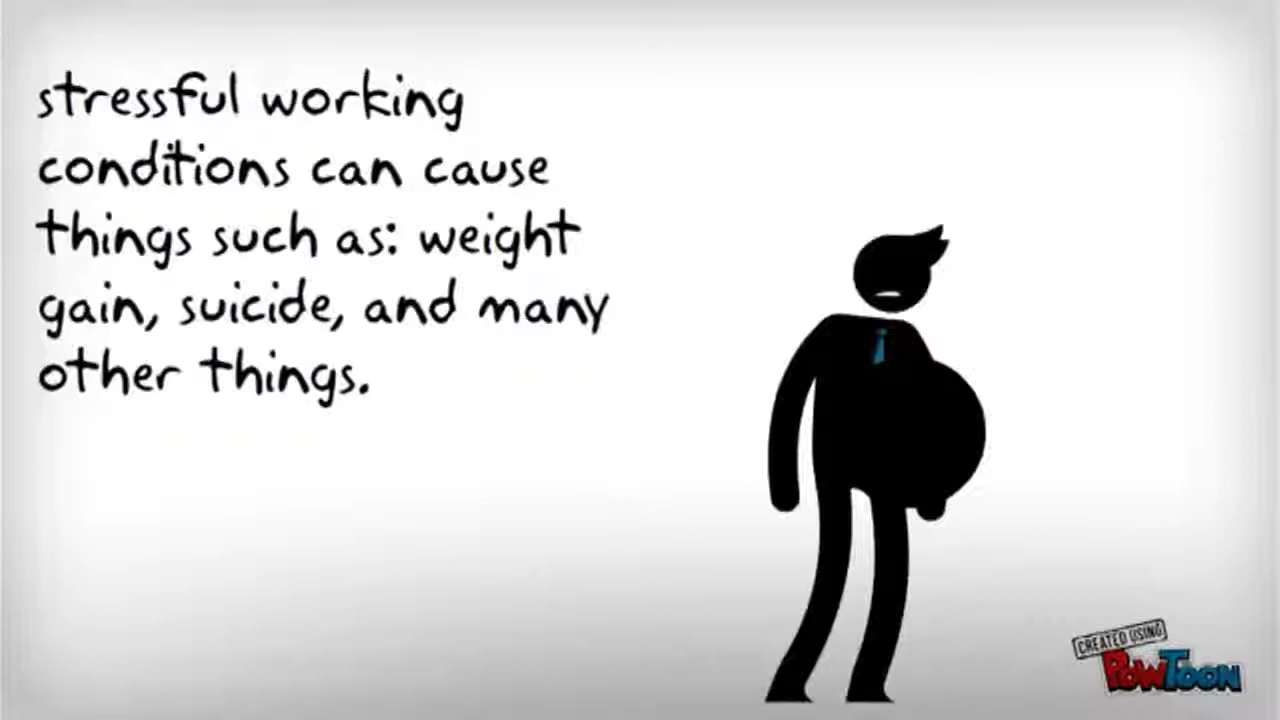 stressful working
conditions can cause
things such as: weight
gain, suicide, and many
other things.
CREATED USING
POWTOON